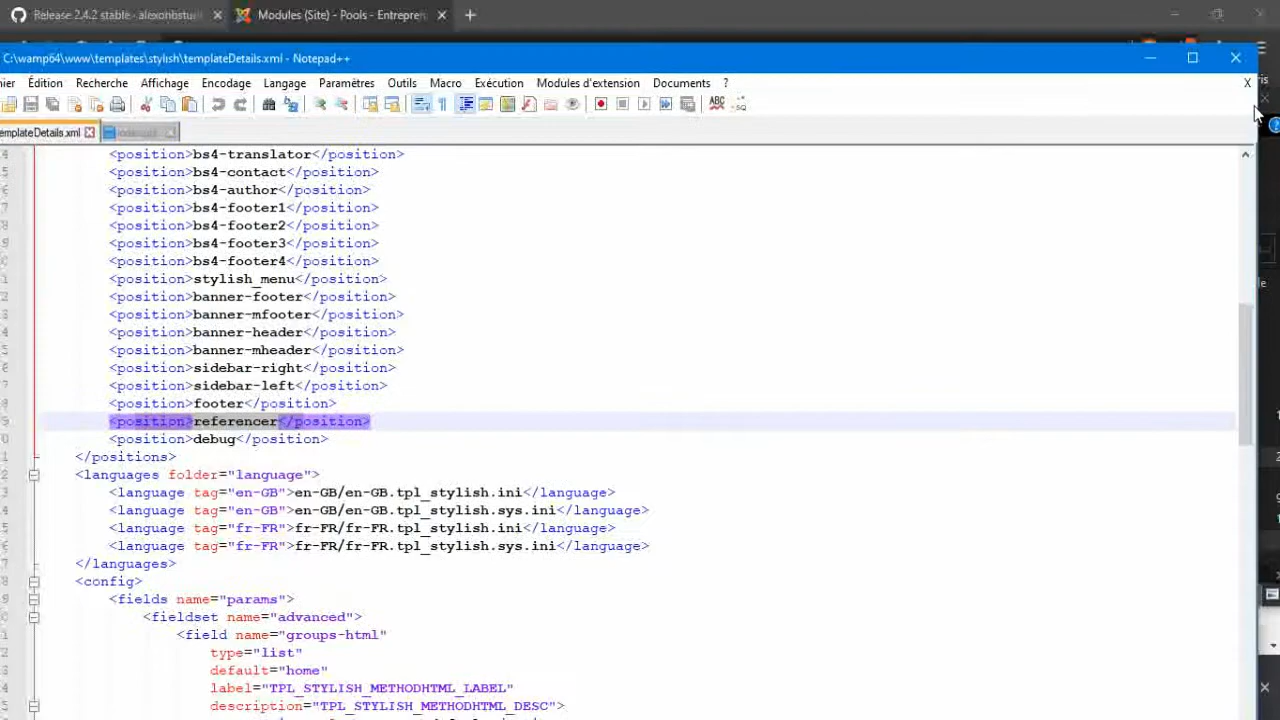 Release 2.4.2 stable - alexonbstu
Modules (Site) - Pools - Entrepren
C:\wamp64\www\templates\stylish\templateDetails.xml - Notepad++
Édition Recherche Affichage Encodage Langage Paramètres Outils Macro Exécution Modules d'extension Documents ? X
emplateDetails.xml
<position>bs4-translator</position>
<position>bs4-contact</position>
<position>bs4-author</position>
<position>bs4-footer1</position>
<position>bs4-footer2</position>
<position>bs4-footer3</position>
<position>bs4-footer4</position>
<position>stylish_menu</position>
<position>banner-footer</position>
<position>banner-mfooter</position>
<position>banner-header</position>
<position>banner-mheader</position>
<position>sidebar-right</position>
<position>sidebar-left</position>
<position>footer</position>
<position>referencer</position>
<position>debug</position>
</positions>
<languages folder="language">
<language tag="en-GB">en-GB/en-GB.tpl_stylish.ini</language>
<language tag="en-GB">en-GB/en-GB.tpl_stylish.sys.ini</language>
<language tag="fr-FR">fr-FR/fr-FR.tpl_stylish.ini</language>
<language tag="fr-FR">fr-FR/fr-FR.tpl_stylish.sys.ini</language>
</languages>
<config>
<fields name="params">
<fieldset name="advanced">
<field name="groups-html"
type="list"
default="home"
label="TPL_STYLISH_METHODHTML_LABEL"
description="TPL_STYLISH_METHODHTML_DESC">